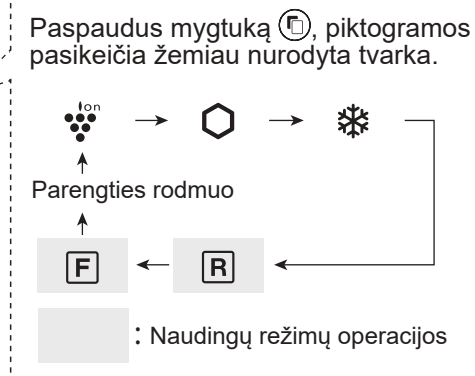 Paspaudus mygtuką , piktogramos
pasikeičia žemiau nurodyta tvarka.
ion
Parengties rodmuo
F
R
: Naudingų režimų operacijos